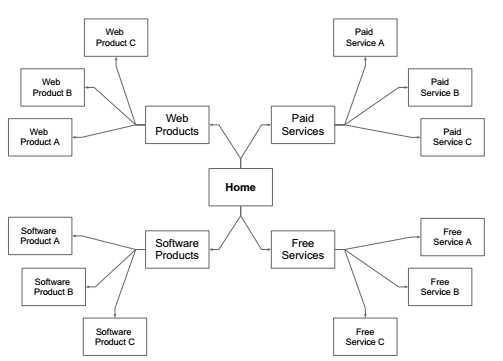 Web
Product C
Paid
Service A
Web
Product B
Paid
Service B
Web
Products
Paid
Services
Web
Product A
Paid
Service C
Home
Software
Product A
Free
Service A
Software
Products
Free
Services
Software
Product B
Free
Service B
Software
Product C
Free
Service C